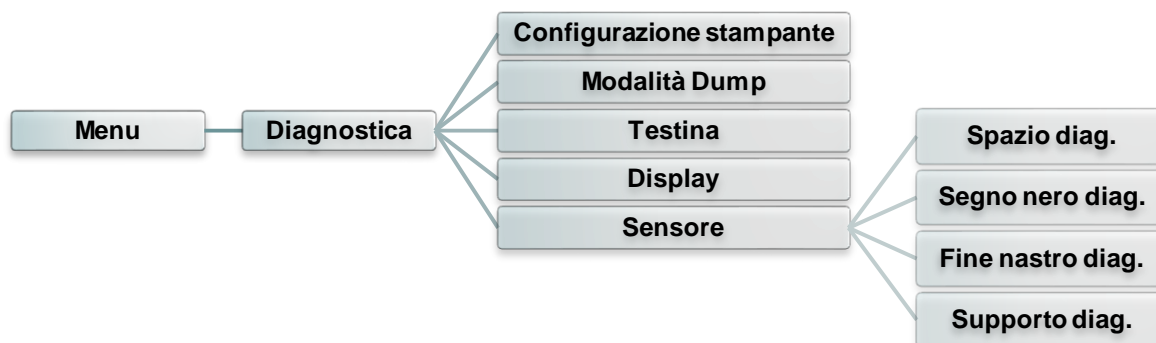 Menu
Diagnostica
Configurazione stampante
Modalità Dump
Testina
Display
Sensore
Spazio diag.
Segno nero diag.
Fine nastro diag.
Supporto diag.